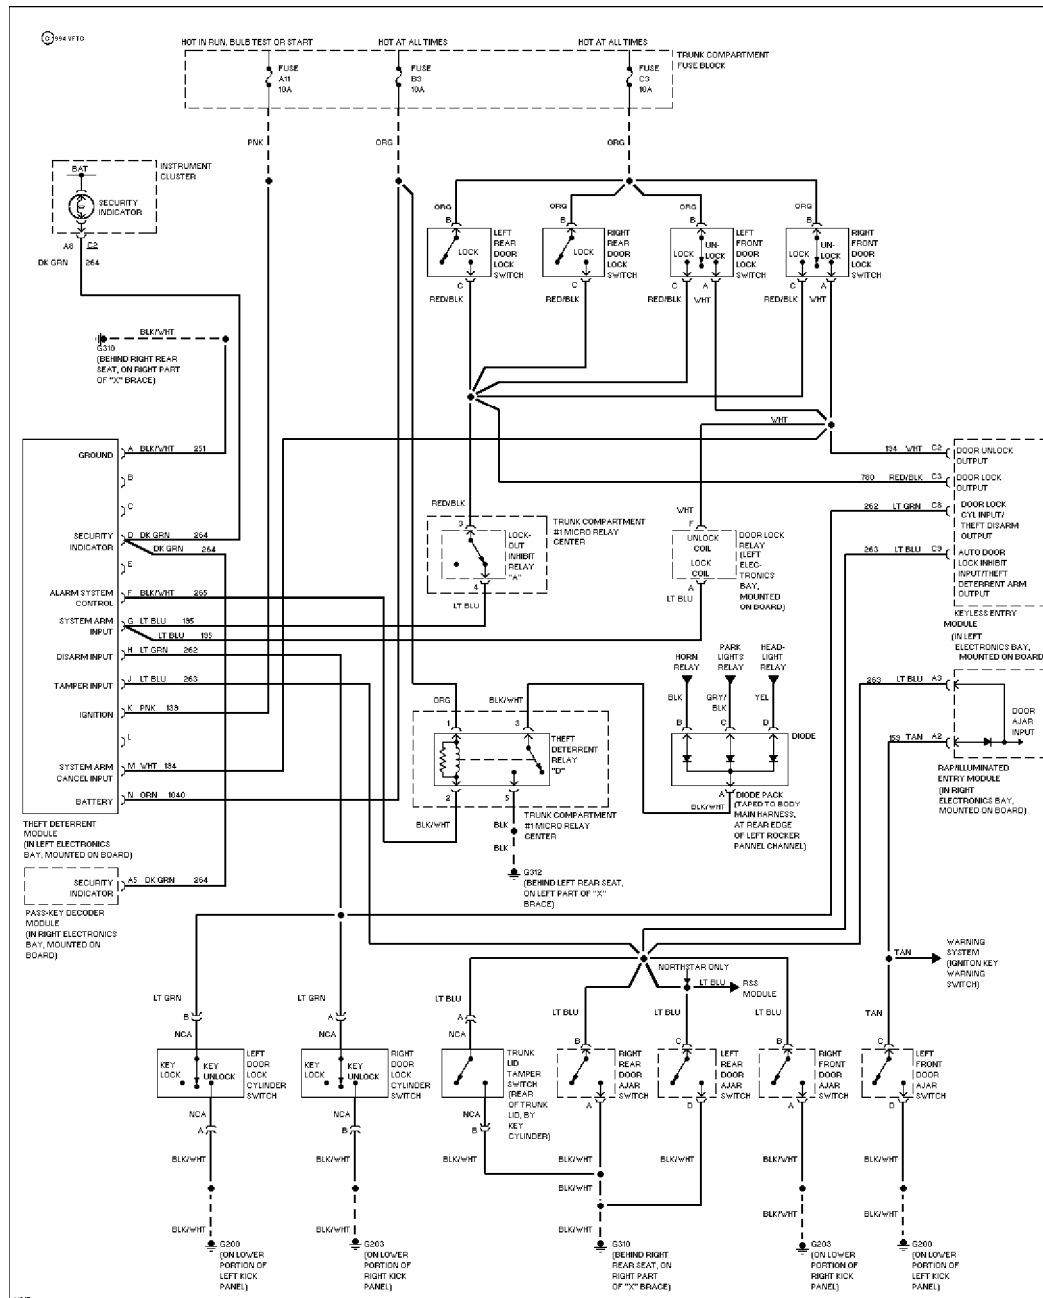 © 1994 VFTC
HOT IN RUN, BULB TEST OR START
HOT AT ALL TIMES
HOT AT ALL TIMES
TRUNK COMPARTMENT
FUSE BLOCK
FUSE
A11
10A
FUSE
B3
10A
FUSE
C3
10A
PNK
ORG
ORG
INSTRUMENT
CLUSTER
BAT
SECURITY
INDICATOR
A8
C2
DK GRN
264
ORG
ORG
ORG
ORG
B
B
B
B
LEFT
REAR
DOOR
LOCK
SWITCH
LOCK
RIGHT
REAR
DOOR
LOCK
SWITCH
LOCK
LEFT
FRONT
DOOR
LOCK
SWITCH
LOCK
UN-
LOCK
RIGHT
FRONT
DOOR
LOCK
SWITCH
LOCK
UN-
LOCK
C
C
C
A
C
A
RED/BLK
RED/BLK
RED/BLK
WHT
RED/BLK
WHT
BLK/WHT
G310
(BEHIND RIGHT REAR
SEAT, ON RIGHT PART
OF "X" BRACE)
WHT
GROUND
A BLK/WHT 251
B
C
SECURITY
INDICATOR
D DK GRN 264
DK GRN 264
E
ALARM SYSTEM
CONTROL
F BLK/WHT 265
SYSTEM ARM
INPUT
G LT BLU 195
LT BLU 195
DISARM INPUT
H LT GRN 262
TAMPER INPUT
J LT BLU 263
IGNITION
K PNK 139
L
SYSTEM ARM
CANCEL INPUT
M WHT 194
BATTERY
N ORN 1040
THEFT DETERRENT
MODULE
(IN LEFT ELECTRONICS
BAY, MOUNTED ON BOARD)
SECURITY
INDICATOR
A5 DK GRN 264
PASS-KEY DECODER
MODULE
(IN RIGHT ELECTRONICS
BAY, MOUNTED ON
BOARD)
RED/BLK
3
LOCK-
OUT
INHIBIT
RELAY
"A"
4
LT BLU
TRUNK COMPARTMENT
#1 MICRO RELAY
CENTER
WHT
F
UNLOCK
COIL
LOCK
COIL
A
LT BLU
DOOR LOCK
RELAY
(LEFT
ELEC-
TRONICS
BAY,
MOUNTED
ON BOARD)
194 WHT C2
DOOR UNLOCK
OUTPUT
780 RED/BLK C3
DOOR LOCK
OUTPUT
262 LT GRN C8
DOOR LOCK
CYL INPUT/
THEFT DISARM
OUTPUT
263 LT BLU C9
AUTO DOOR
LOCK INHIBIT
INPUT/THEFT
DETERRENT ARM
OUTPUT
KEYLESS ENTRY
MODULE
(IN LEFT
ELECTRONICS BAY,
MOUNTED ON BOARD
263 LT BLU A3
159 TAN A2
DOOR
AJAR
INPUT
RAP/ILLUMINATED
ENTRY MODULE
(IN RIGHT
ELECTRONICS BAY,
MOUNTED ON BOARD)
HORN
RELAY
PARK
LIGHTS
RELAY
HEAD-
LIGHT
RELAY
BLK
GRY/
BLK
YEL
B
C
D
DIODE
A
BLK/WHT
DIODE PACK
(TAPED TO BODY
MAIN HARNESS,
AT REAR EDGE
OF LEFT ROCKER
PANNEL CHANNEL)
ORG
BLK/WHT
1
3
THEFT
DETERRENT
RELAY
"D"
2
5
BLK/WHT
BLK
BLK
TRUNK COMPARTMENT
#1 MICRO RELAY
CENTER
G312
(BEHIND LEFT REAR SEAT,
ON LEFT PART OF "X"
BRACE)
WARNING
SYSTEM
(IGNITON KEY
WARNING
SWITCH)
TAN
NORTHSTAR ONLY
LT BLU
RSS
MODULE
LT GRN
LT GRN
LT BLU
LT BLU
LT BLU
LT BLU
TAN
B
A
A
NCA
NCA
NCA
B
C
B
C
KEY
LOCK
KEY
UNLOCK
LEFT
DOOR
LOCK
CYLINDER
SWITCH
KEY
LOCK
KEY
UNLOCK
RIGHT
DOOR
LOCK
CYLINDER
SWITCH
TRUNK
LID
TAMPER
SWITCH
(REAR
OF TRUNK
LID, BY
KEY
CYLINDER)
RIGHT
REAR
DOOR
AJAR
SWITCH
LEFT
REAR
DOOR
AJAR
SWITCH
RIGHT
FRONT
DOOR
AJAR
SWITCH
LEFT
FRONT
DOOR
AJAR
SWITCH
NCA
NCA
NCA
A
D
A
D
A
B
B
BLK/WHT
BLK/WHT
BLK/WHT
BLK/WHT
BLK/WHT
BLK/WHT
BLK/WHT
BLK/WHT
BLK/WHT
BLK/WHT
BLK/WHT
BLK/WHT
BLK/WHT
G200
(ON LOWER
PORTION OF
LEFT KICK
PANEL)
G203
(ON LOWER
PORTION OF
RIGHT KICK
PANEL)
G310
(BEHIND RIGHT
REAR SEAT, ON
RIGHT PART
OF "X" BRACE)
G203
(ON LOWER
PORTION OF
RIGHT KICK
PANEL)
G200
(ON LOWER
PORTION OF
LEFT KICK
PANEL)